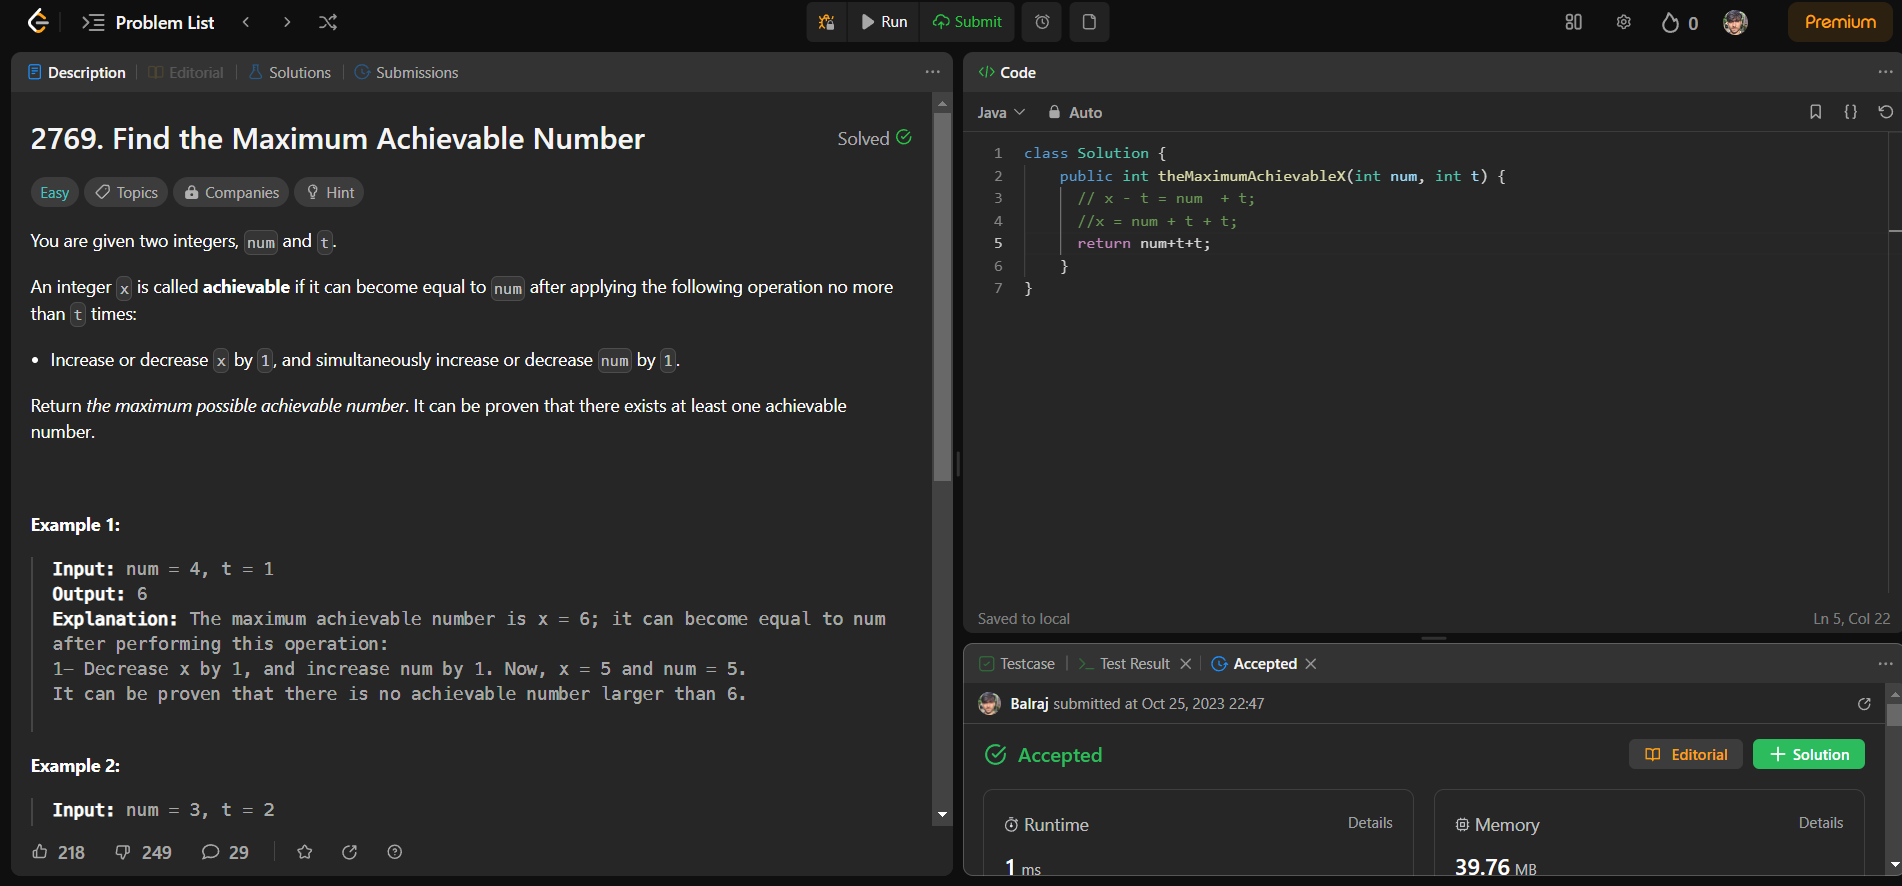 Problem List
Run
Submit
0
Premium
Description
Editorial
Solutions
Submissions
2769. Find the Maximum Achievable Number
Solved
Easy
Topics
Companies
Hint
You are given two integers, num and t.
An integer x is called achievable if it can become equal to num after applying the following operation no more
than t times:
• Increase or decrease x by 1, and simultaneously increase or decrease num by 1.
Return the maximum possible achievable number. It can be proven that there exists at least one achievable
number.
Example 1:
Input: num = 4, t = 1
Output: 6
Explanation: The maximum achievable number is x = 6; it can become equal to num
after performing this operation:
1– Decrease x by 1, and increase num by 1. Now, x = 5 and num = 5.
It can be proven that there is no achievable number larger than 6.
Example 2:
Input: num = 3, t = 2
218
249
29
</> Code
Java
Auto
{}
1 class Solution {
2 public int theMaximumAchievableX(int num, int t) {
3 // x - t = num  + t;
4 //x = num + t + t;
5 return num+t+t;
6 }
7 }
Saved to local
Ln 5, Col 22
Testcase
Test Result
Accepted
Balraj submitted at Oct 25, 2023 22:47
Accepted
Editorial
+ Solution
Runtime
Details
1 ms
Memory
Details
39.76 MB